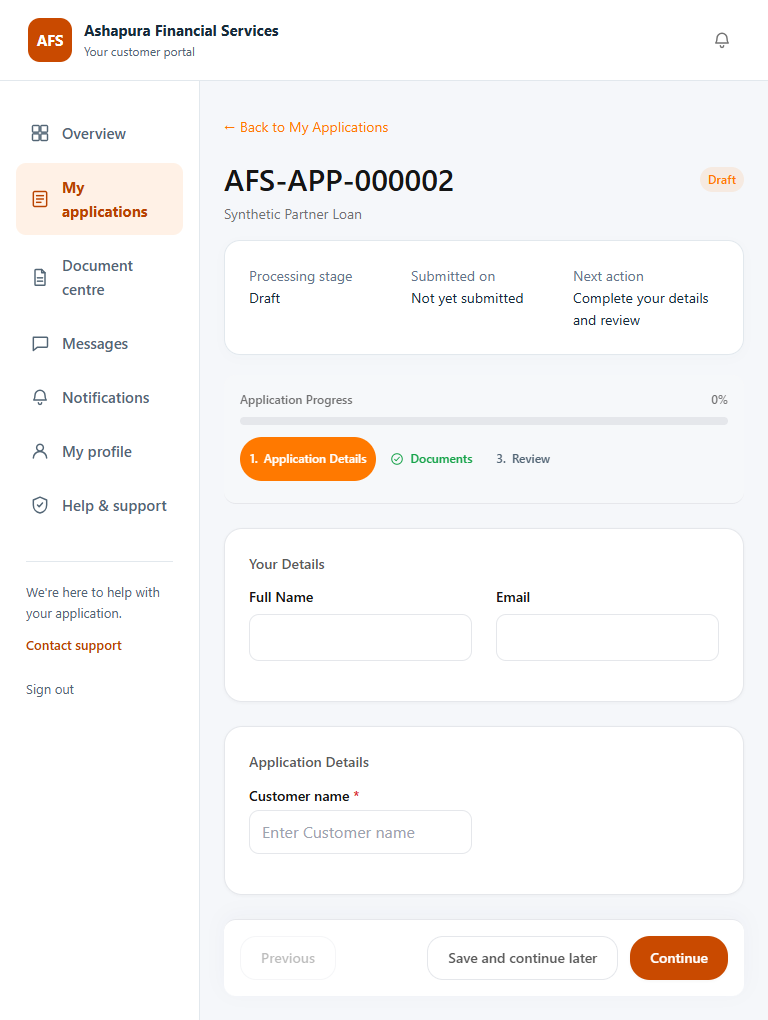 AFS
Ashapura Financial Services
Your customer portal
Overview
My
applications
Document
centre
Messages
Notifications
My profile
Help & support
We're here to help with
your application.
Contact support
Sign out
← Back to My Applications
AFS-APP-000002
Draft
Synthetic Partner Loan
Processing stage
Draft
Submitted on
Not yet submitted
Next action
Complete your details
and review
Application Progress
0%
1. Application Details
Documents
3. Review
Your Details
Full Name
Email
Application Details
Customer name *
Enter Customer name
Previous
Save and continue later
Continue